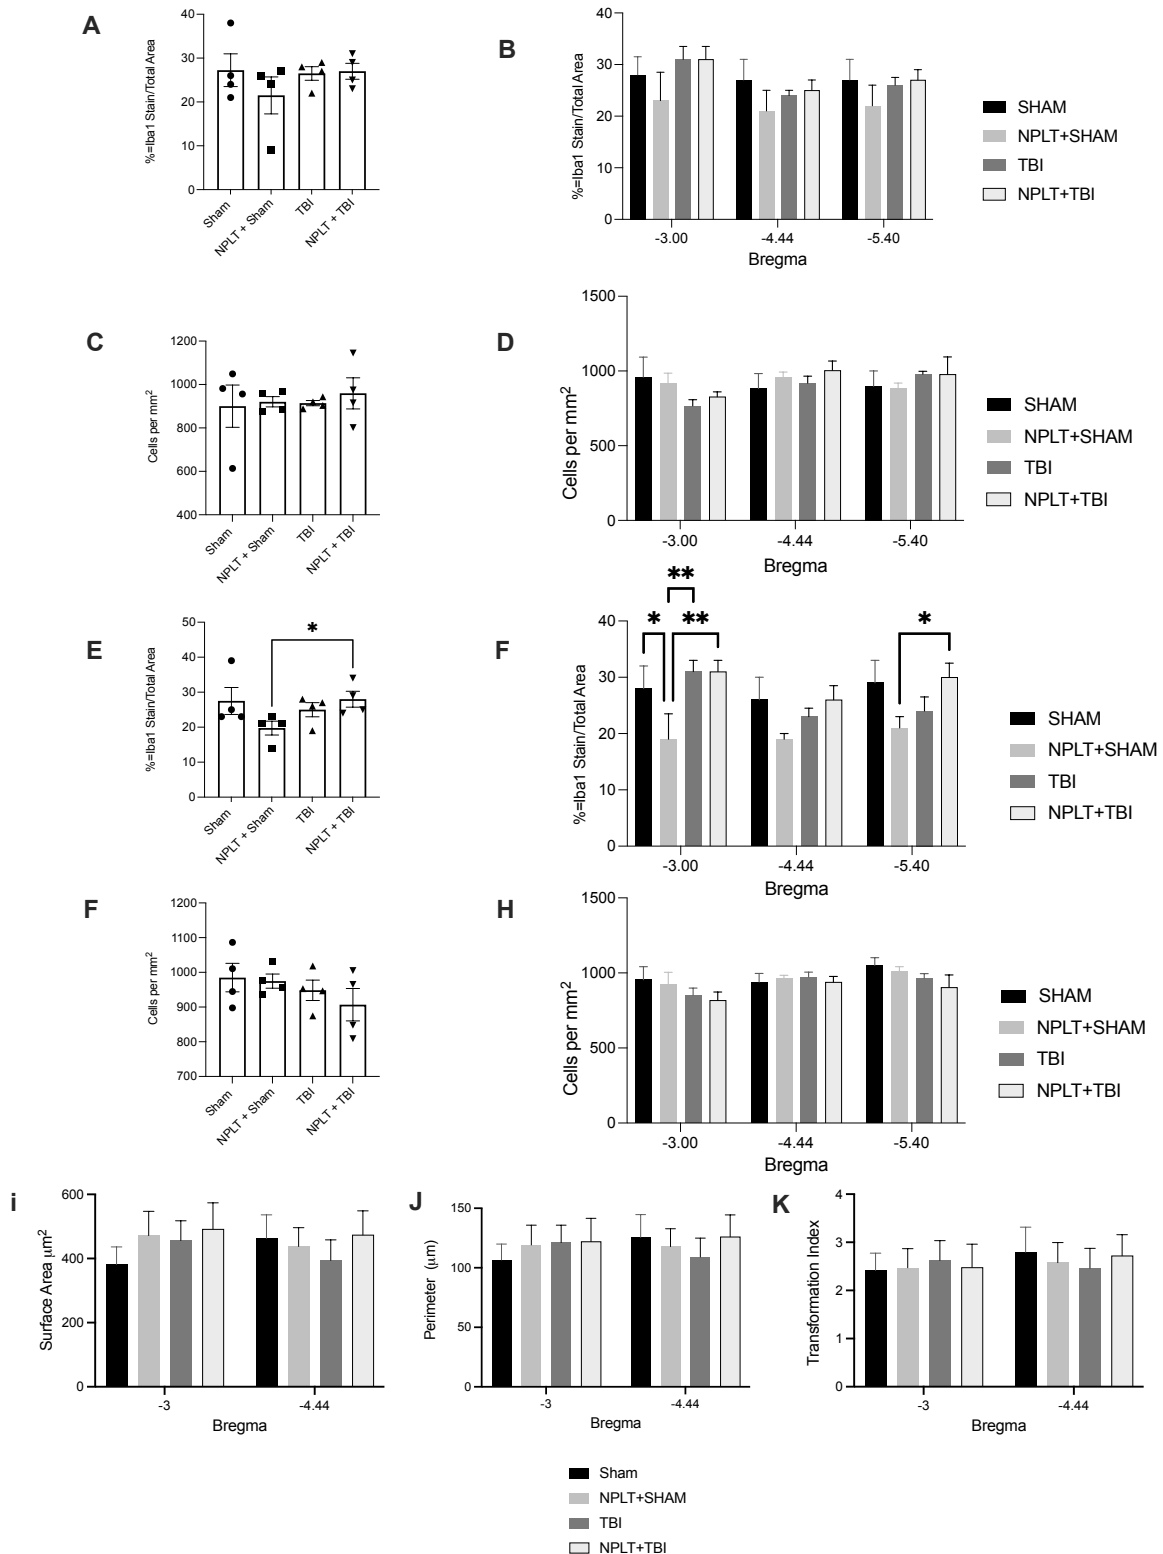 A
%=Iba1 Stain/Total Area
40
30
20
10
0
Sham
NPLT + Sham
TBI
NPLT + TBI
B
%=Iba1 Stain/Total Area
40
30
20
10
0
-3.00
-4.44
-5.40
Bregma
SHAM
NPLT+SHAM
TBI
NPLT+TBI
C
Cells per mm2
1200
1000
800
600
400
Sham
NPLT + Sham
TBI
NPLT + TBI
D
Cells per mm2
1500
1000
500
0
-3.00
-4.44
-5.40
Bregma
SHAM
NPLT+SHAM
TBI
NPLT+TBI
E
%=Iba1 Stain/Total Area
50
40
30
20
10
0
*
Sham
NPLT + Sham
TBI
NPLT + TBI
F
%=Iba1 Stain/Total Area
40
30
20
10
0
**
*
**
*
-3.00
-4.44
-5.40
Bregma
SHAM
NPLT+SHAM
TBI
NPLT+TBI
F
Cells per mm2
1200
1100
1000
900
800
700
Sham
NPLT + Sham
TBI
NPLT + TBI
H
Cells per mm2
1500
1000
500
0
-3.00
-4.44
-5.40
Bregma
SHAM
NPLT+SHAM
TBI
NPLT+TBI
i
Surface Area μm2
600
400
200
0
-3
-4.44
Bregma
J
Perimeter (μm)
150
100
50
0
-3
-4.44
Bregma
K
Transformation Index
4
3
2
1
0
-3
-4.44
Bregma
Sham
NPLT+SHAM
TBI
NPLT+TBI